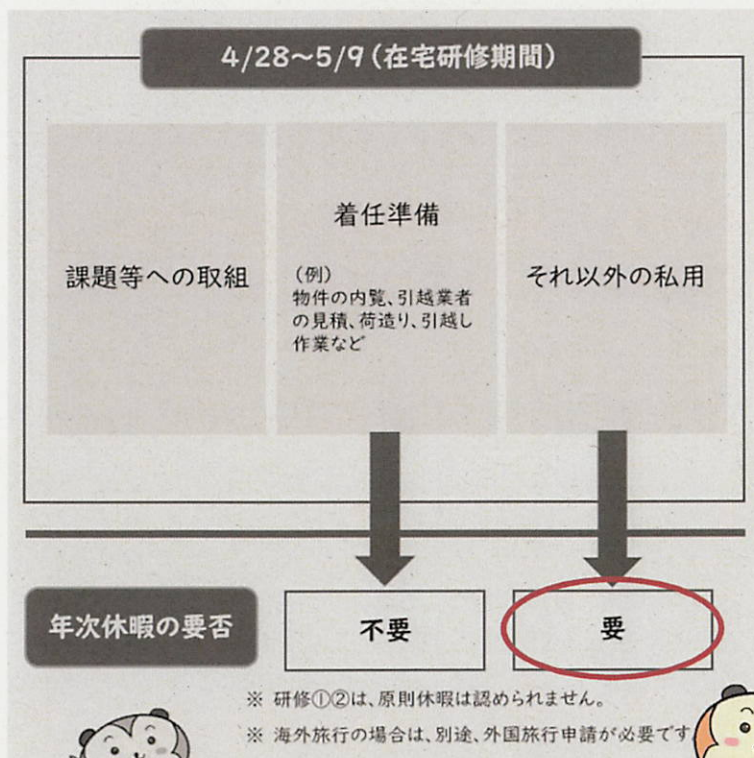 4/28～5/9(在宅研修期間)
課題等への取組
着任準備
(例)
物件の内覧、引越業者
の見積、荷造り、引越し
作業など
それ以外の私用
年次休暇の要否
不要
要
※ 研修①②は、原則休暇は認められません。
※ 海外旅行の場合は、別途、外国旅行申請が必要です